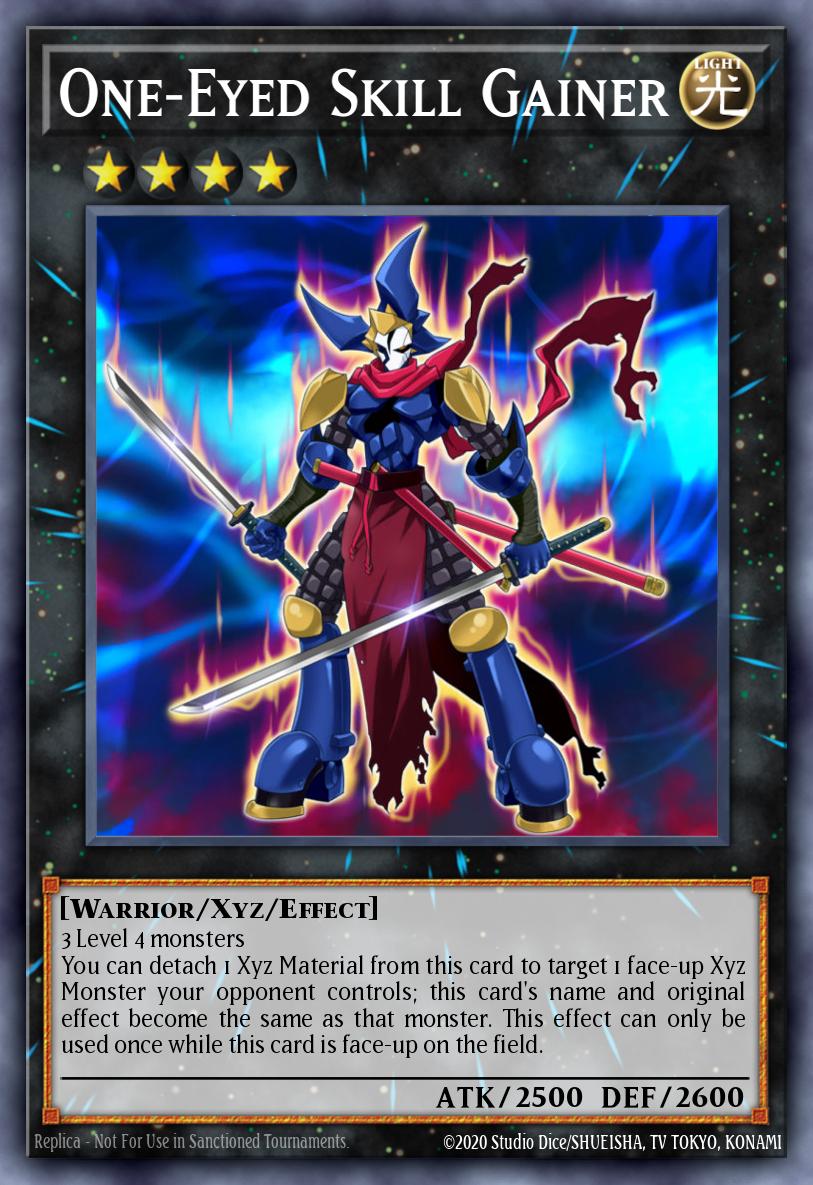 One-Eyed Skill Gainer
LIGHT
光
[Warrior/Xyz/Effect]
3 Level 4 monsters
You can detach 1 Xyz Material from this card to target 1 face-up Xyz
Monster your opponent controls; this card's name and original
effect become the same as that monster. This effect can only be
used once while this card is face-up on the field.
ATK/2500 DEF/2600
Replica - Not For Use in Sanctioned Tournaments.
©2020 Studio Dice/SHUEISHA, TV TOKYO, KONAMI